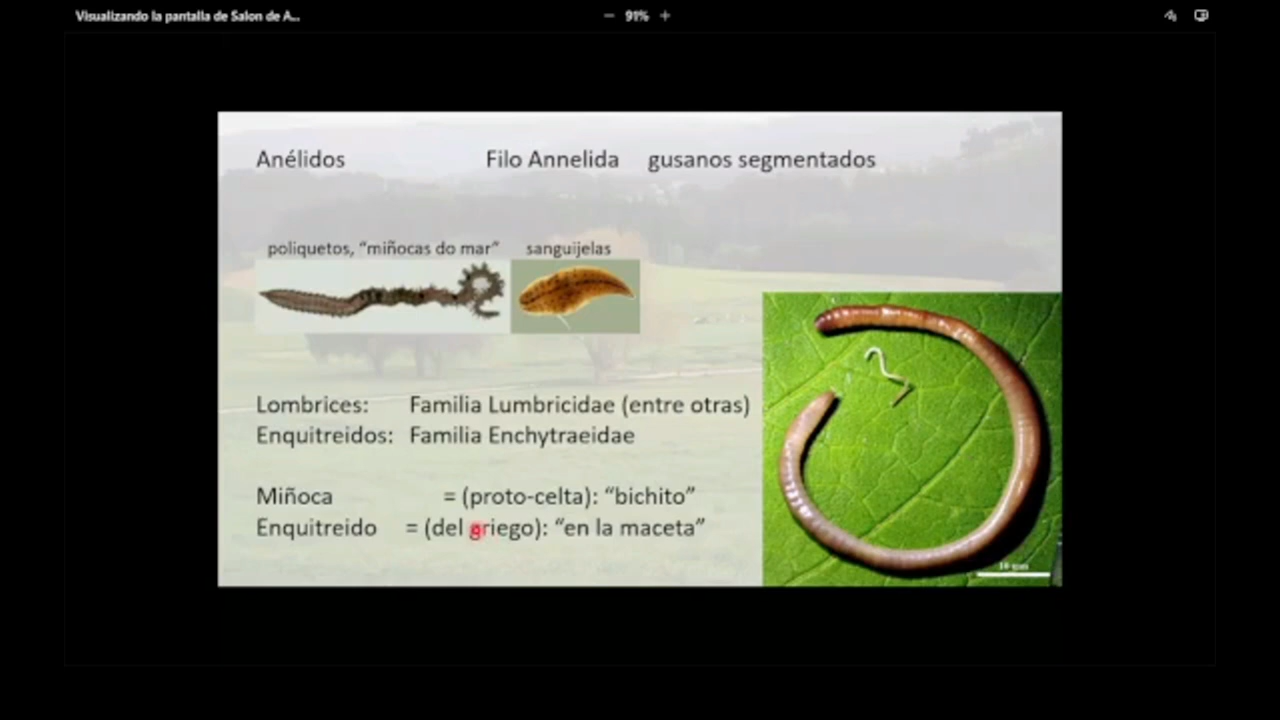 Visualizando la pantalla de Salon de A...
91%
Anélidos Filo Annelida gusanos segmentados
poliquetos, “miñocas do mar” sanguijelas
Lombrices: Familia Lumbricidae (entre otras)
Enquitreidos: Familia Enchytraeidae
Miñoca = (proto-celta): “bichito”
Enquitreido = (del griego): “en la maceta”